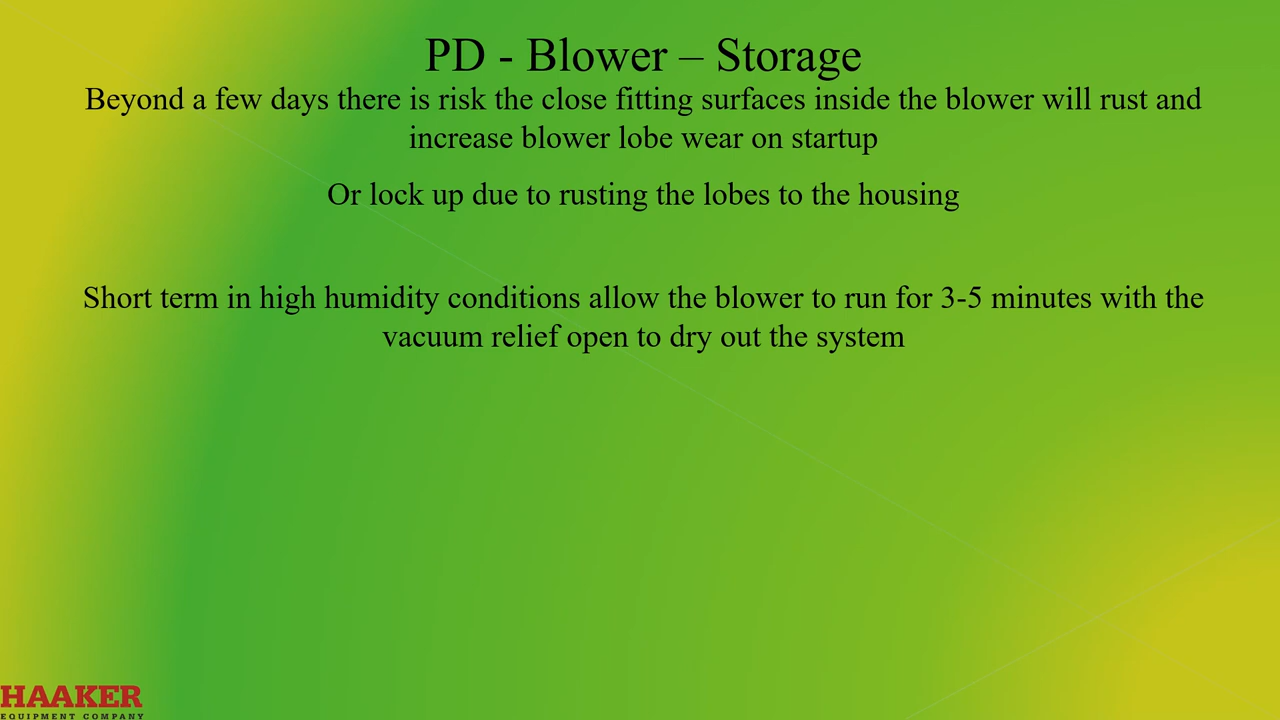 PD - Blower – Storage
Beyond a few days there is risk the close fitting surfaces inside the blower will rust and
increase blower lobe wear on startup
Or lock up due to rusting the lobes to the housing
Short term in high humidity conditions allow the blower to run for 3-5 minutes with the
vacuum relief open to dry out the system
HAAKER
EQUIPMENT COMPANY